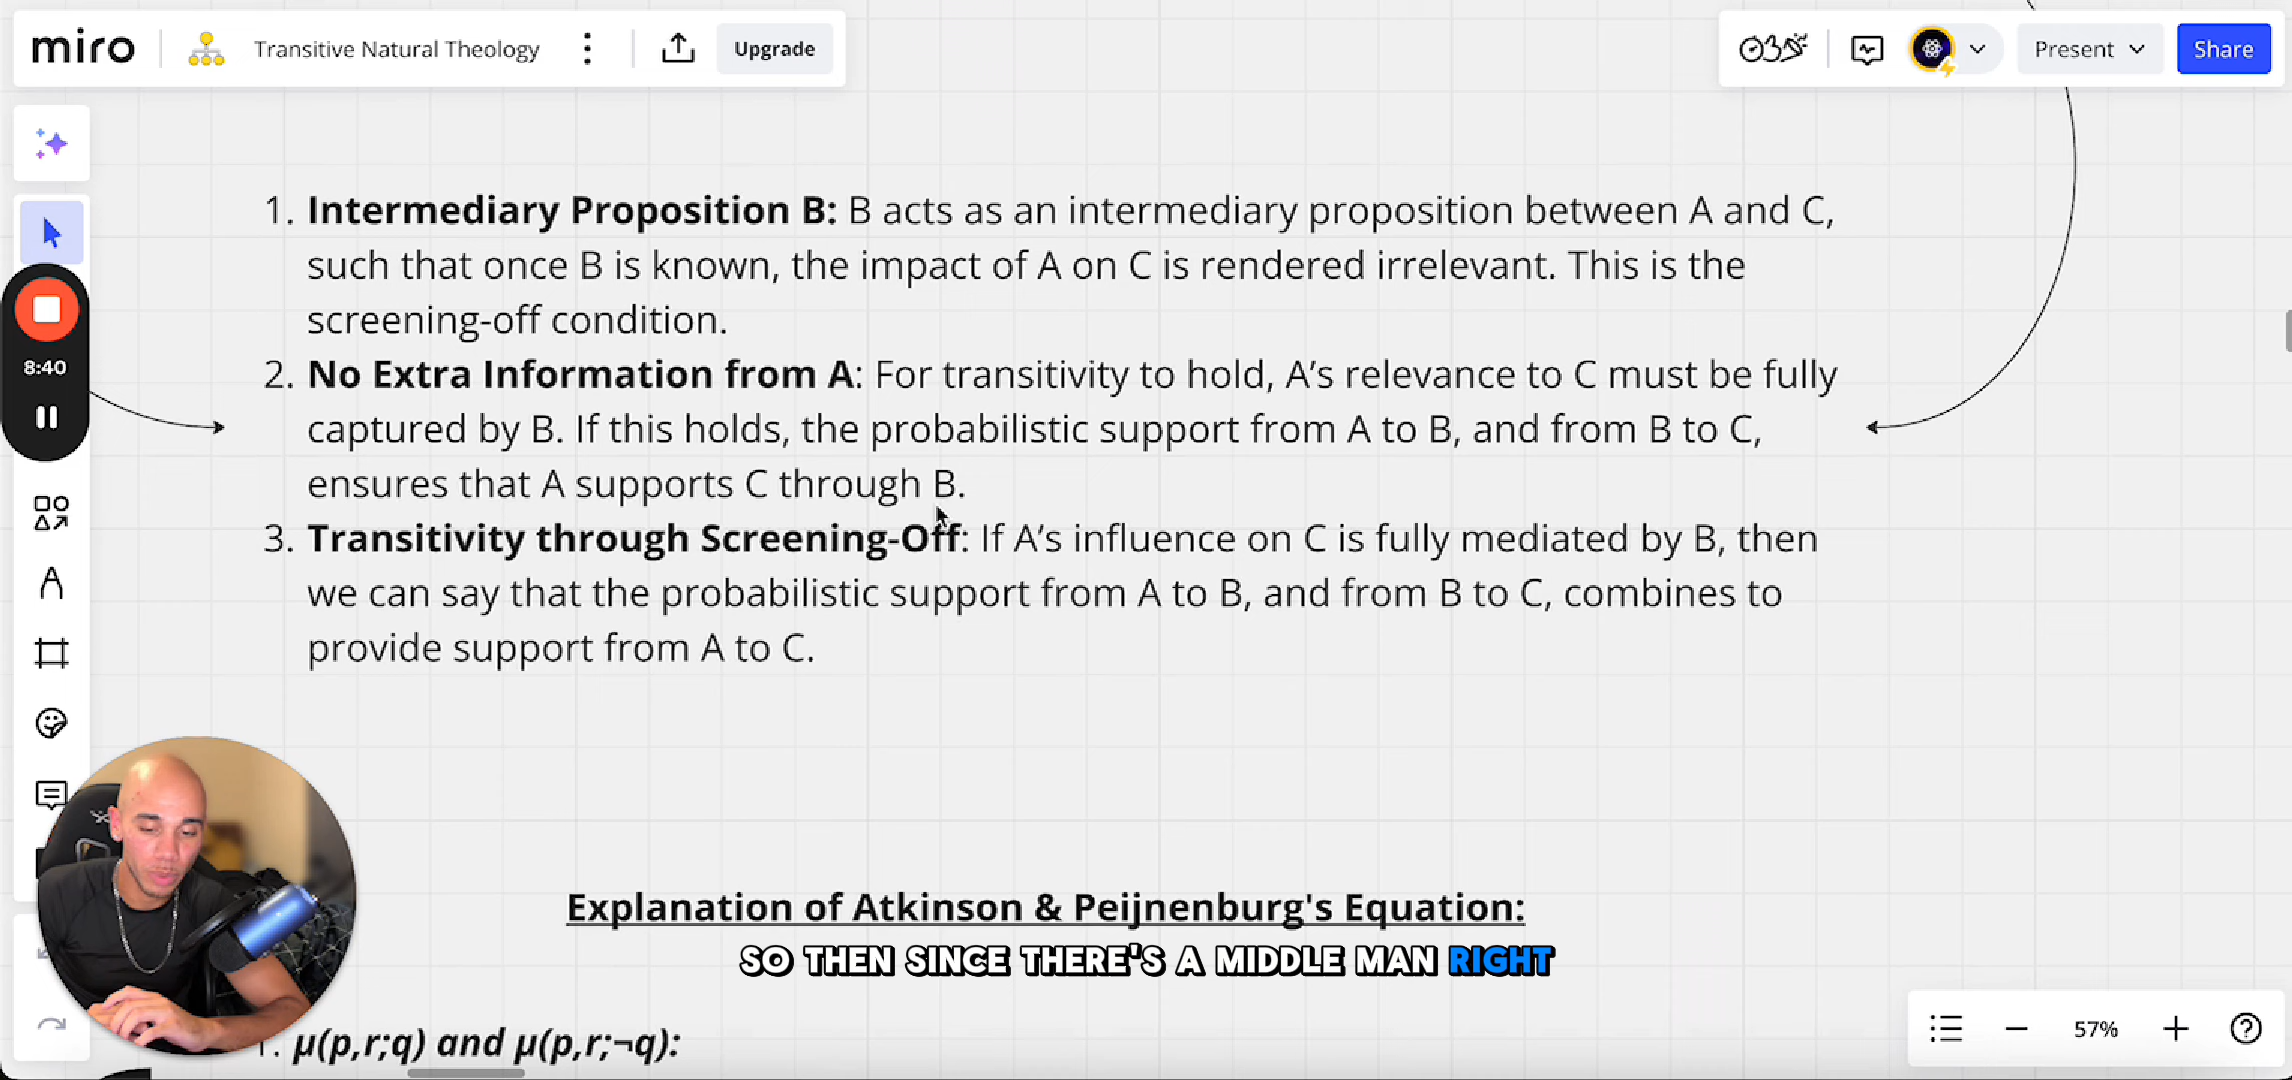 miro
Transitive Natural Theology
Upgrade
Present
Share
1. Intermediary Proposition B: B acts as an intermediary proposition between A and C,
such that once B is known, the impact of A on C is rendered irrelevant. This is the
screening-off condition.
8:40
2. No Extra Information from A: For transitivity to hold, A’s relevance to C must be fully
captured by B. If this holds, the probabilistic support from A to B, and from B to C,
ensures that A supports C through B.
3. Transitivity through Screening-Off: If A’s influence on C is fully mediated by B, then
we can say that the probabilistic support from A to B, and from B to C, combines to
provide support from A to C.
Explanation of Atkinson & Peijnenburg's Equation:
SO THEN SINCE THERE'S A MIDDLE MAN RIGHT
1. μ(p,r;q) and μ(p,r;¬q):
57%